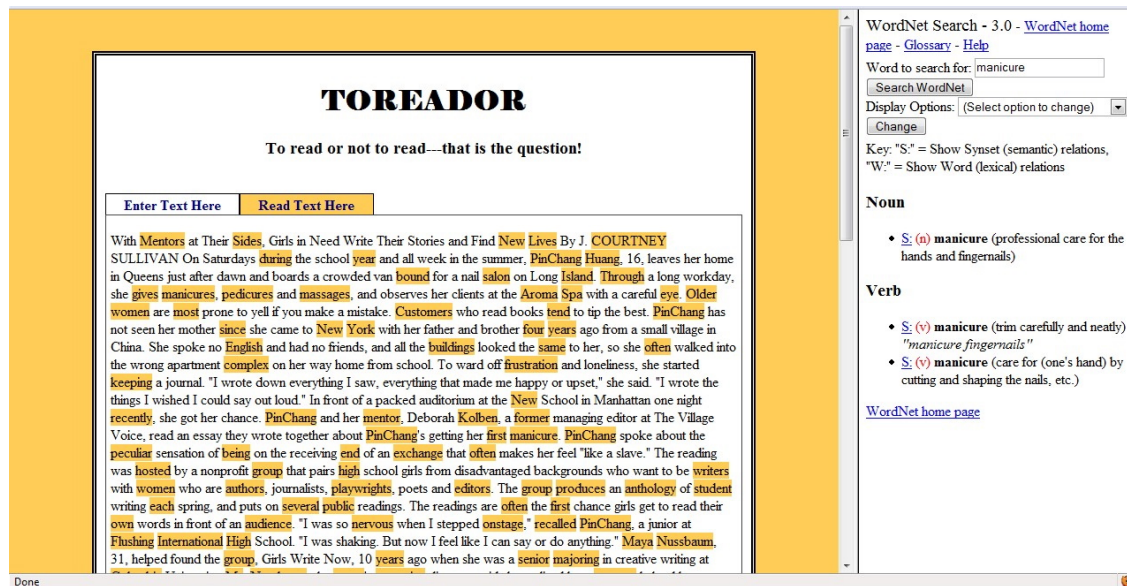 TOREADOR
To read or not to read---that is the question!
Enter Text Here
Read Text Here
With Mentors at Their Sides, Girls in Need Write Their Stories and Find New Lives By J. COURTNEY
SULLIVAN On Saturdays during the school year and all week in the summer, PinChang Huang, 16, leaves her home
in Queens just after dawn and boards a crowded van bound for a nail salon on Long Island. Through a long workday,
she gives manicures, pedicures and massages, and observes her clients at the Aroma Spa with a careful eye. Older
women are most prone to yell if you make a mistake. Customers who read books tend to tip the best. PinChang has
not seen her mother since she came to New York with her father and brother four years ago from a small village in
China. She spoke no English and had no friends, and all the buildings looked the same to her, so she often walked into
the wrong apartment complex on her way home from school. To ward off frustration and loneliness, she started
keeping a journal. "I wrote down everything I saw, everything that made me happy or upset," she said. "I wrote the
things I wished I could say out loud." In front of a packed auditorium at the New School in Manhattan one night
recently, she got her chance. PinChang and her mentor, Deborah Kolben, a former managing editor at The Village
Voice, read an essay they wrote together about PinChang's getting her first manicure. PinChang spoke about the
peculiar sensation of being on the receiving end of an exchange that often makes her feel "like a slave." The reading
was hosted by a nonprofit group that pairs high school girls from disadvantaged backgrounds who want to be writers
with women who are authors, journalists, playwrights, poets and editors. The group produces an anthology of student
writing each spring, and puts on several public readings. The readings are often the first chance girls get to read their
own words in front of an audience. "I was so nervous when I stepped onstage," recalled PinChang, a junior at
Flushing International High School. "I was shaking. But now I feel like I can say or do anything." Maya Nussbaum,
31, helped found the group, Girls Write Now, 10 years ago when she was a senior majoring in creative writing at
Done
WordNet Search - 3.0 - WordNet home
page - Glossary - Help
Word to search for: manicure
Search WordNet
Display Options: (Select option to change)
Change
Key: "S:" = Show Synset (semantic) relations,
"W:" = Show Word (lexical) relations
Noun
S: (n) manicure (professional care for the
hands and fingernails)
Verb
S: (v) manicure (trim carefully and neatly)
"manicure fingernails"
S: (v) manicure (care for (one's hand) by
cutting and shaping the nails, etc.)
WordNet home page